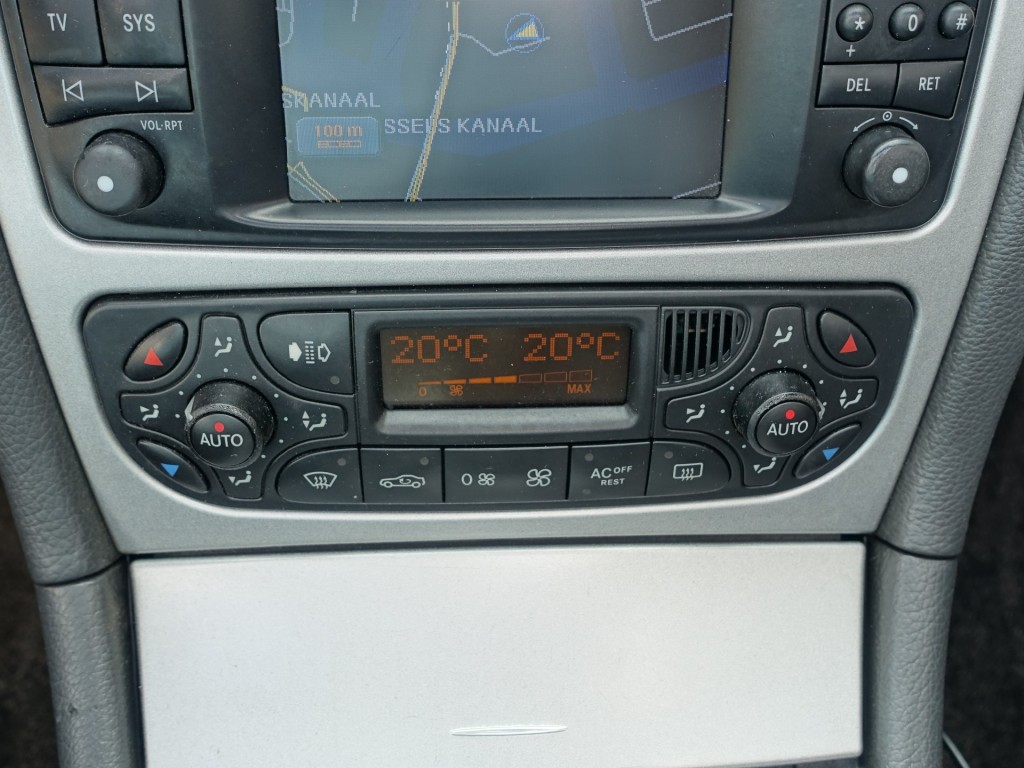 TV SYS
* 0 #
+
DEL RET
VOL-RPT
SKANAAL
100 m
SSEUS KANAAL
20°C 20°C
0 MAX
AUTO
AUTO
0
AC OFF
REST